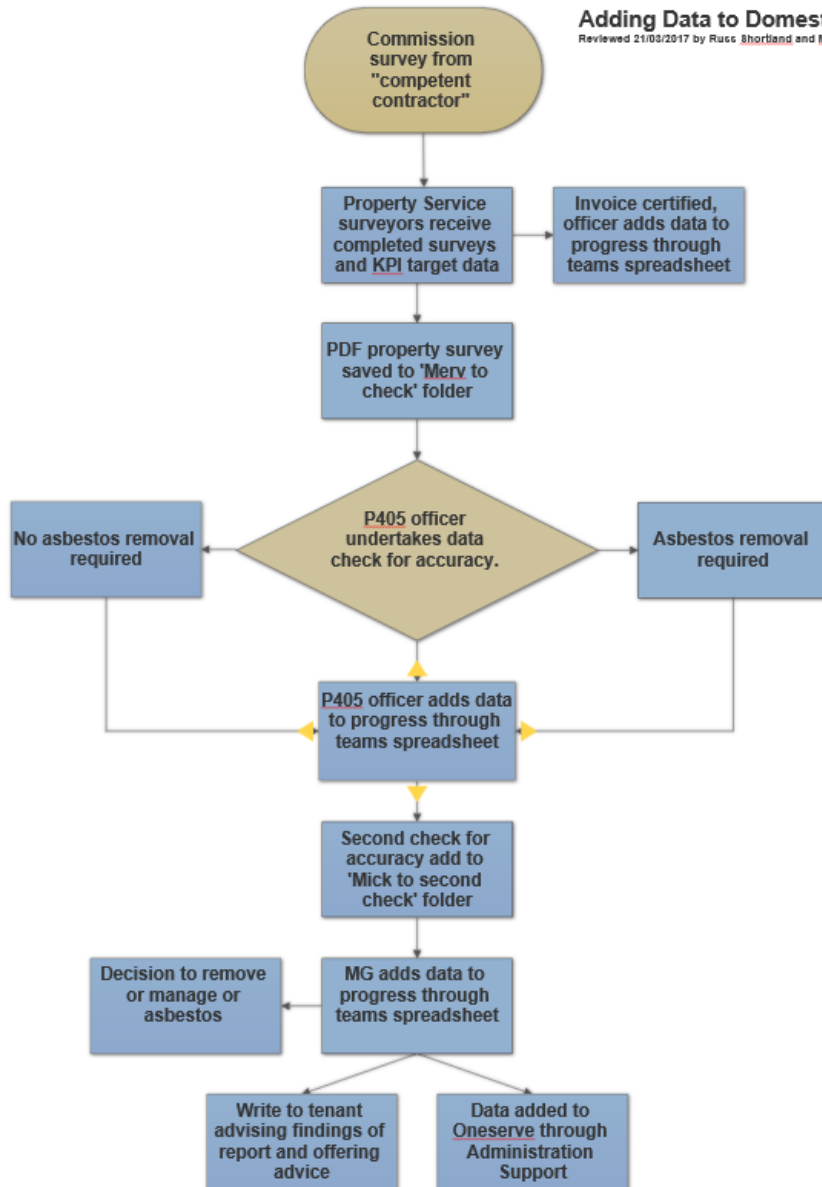 Adding Data to Domest
Reviewed 21/08/2017 by Russ Shortland and
Commission
survey from
"competent
contractor"
Property Service
surveyors receive
completed surveys
and KPI target data
Invoice certified,
officer adds data to
progress through
teams spreadsheet
PDF property survey
saved to 'Merv to
check' folder
P405 officer
undertakes data
check for accuracy.
No asbestos removal
required
Asbestos removal
required
P405 officer adds data
to progress through
teams spreadsheet
Second check for
accuracy add to
'Mick to second
check' folder
Decision to remove
or manage or
asbestos
MG adds data to
progress through
teams spreadsheet
Write to tenant
advising findings of
report and offering
advice
Data added to
Oneserve through
Administration
Support